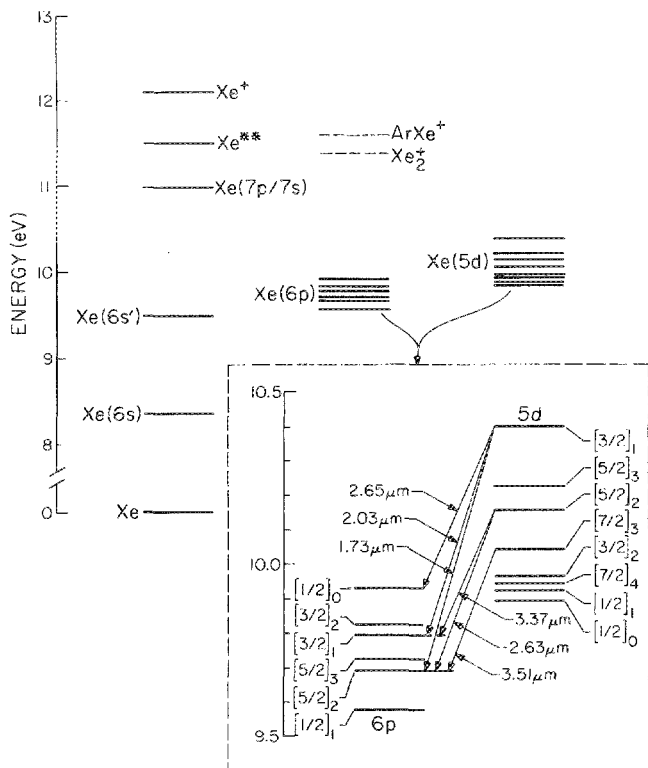 13
12
11
10
9
8
0
ENERGY (eV)
Xe⁺
Xe**
Xe(7p/7s)
Xe(6s')
Xe(6s)
Xe
ArXe⁺
Xe₂⁺
Xe(6p)
Xe(5d)
10.5
10.0
9.5
5d
[3/2]₁
[5/2]₃
[5/2]₂
[7/2]₃
[3/2]₂
[7/2]₄
[1/2]₁
[1/2]₀
2.65μm
2.03μm
1.73μm
3.37μm
2.63μm
3.51μm
[1/2]₀
[3/2]₂
[3/2]₁
[5/2]₃
[5/2]₂
[1/2]₁
6p